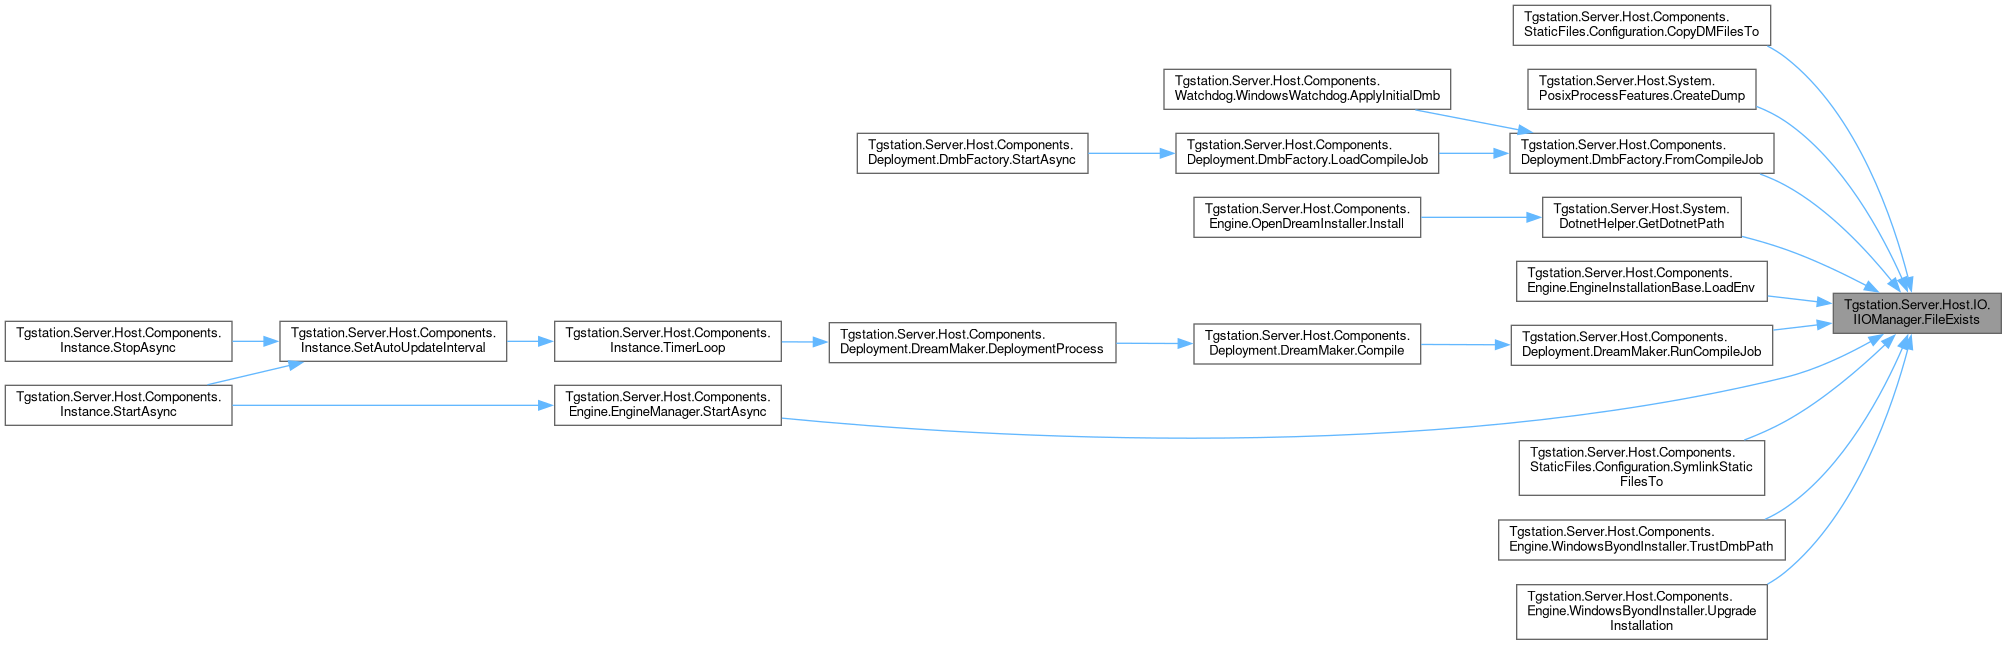 Tgstation.Server.Host.Components.
StaticFiles.Configuration.CopyDMFilesTo
Tgstation.Server.Host.Components.
Watchdog.WindowsWatchdog.ApplyInitialDmb
Tgstation.Server.Host.System.
PosixProcessFeatures.CreateDump
Tgstation.Server.Host.Components.
Deployment.DmbFactory.StartAsync
Tgstation.Server.Host.Components.
Deployment.DmbFactory.LoadCompileJob
Tgstation.Server.Host.Components.
Deployment.DmbFactory.FromCompileJob
Tgstation.Server.Host.Components.
Engine.OpenDreamInstaller.Install
Tgstation.Server.Host.System.
DotnetHelper.GetDotnetPath
Tgstation.Server.Host.Components.
Engine.EngineInstallationBase.LoadEnv
Tgstation.Server.Host.IO.
IIOManager.FileExists
Tgstation.Server.Host.Components.
Instance.StopAsync
Tgstation.Server.Host.Components.
Instance.SetAutoUpdateInterval
Tgstation.Server.Host.Components.
Instance.TimerLoop
Tgstation.Server.Host.Components.
Deployment.DreamMaker.DeploymentProcess
Tgstation.Server.Host.Components.
Deployment.DreamMaker.Compile
Tgstation.Server.Host.Components.
Deployment.DreamMaker.RunCompileJob
Tgstation.Server.Host.Components.
Instance.StartAsync
Tgstation.Server.Host.Components.
Engine.EngineManager.StartAsync
Tgstation.Server.Host.Components.
StaticFiles.Configuration.SymlinkStatic
FilesTo
Tgstation.Server.Host.Components.
Engine.WindowsByondInstaller.TrustDmbPath
Tgstation.Server.Host.Components.
Engine.WindowsByondInstaller.Upgrade
Installation